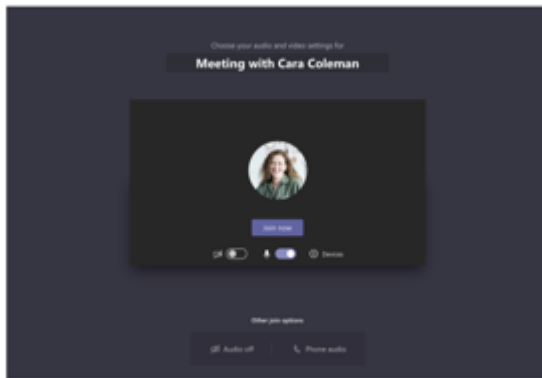 Choose your audio and video settings for
Meeting with Cara Coleman
Join now
Devices
Other join options
Audio off
Phone audio